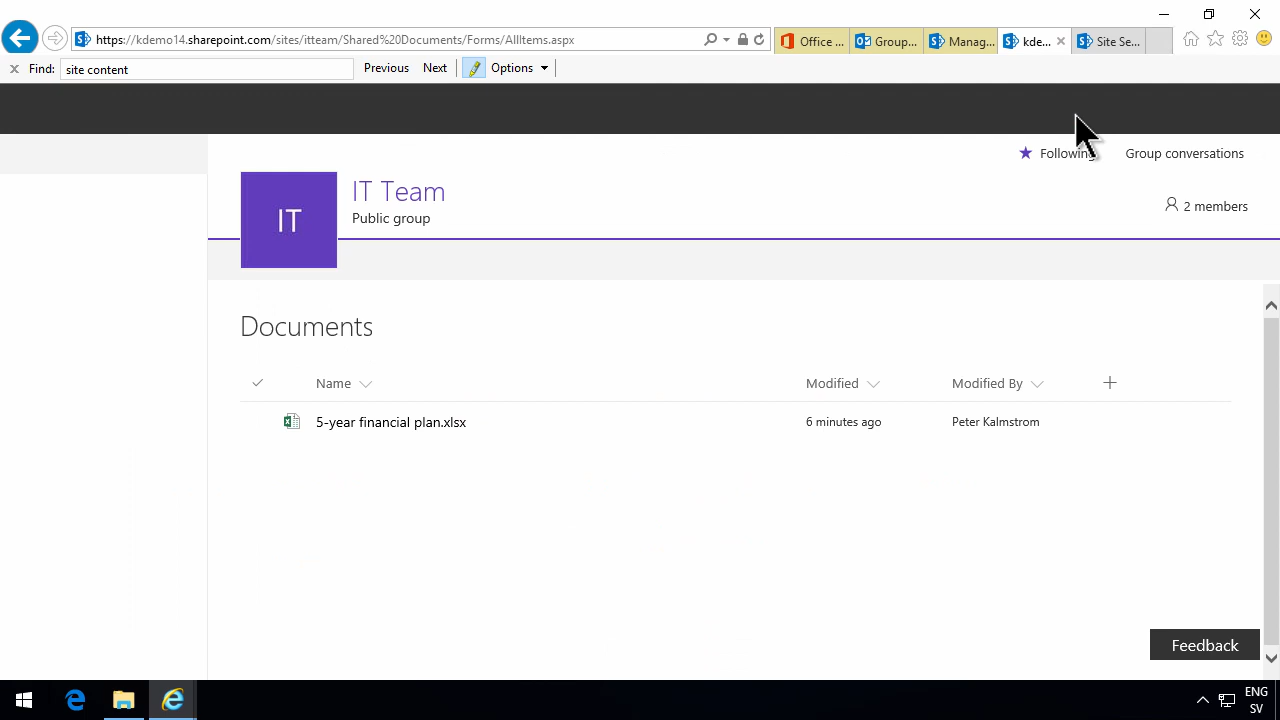 https://kdemo14.sharepoint.com/sites/itteam/Shared%20Documents/Forms/AllItems.aspx
Office ...
Group...
Manag...
kde...
Site Se...
Find: site content
Previous
Next
Options
Following
Group conversations
IT
IT Team
Public group
2 members
Documents
Name
Modified
Modified By
5-year financial plan.xlsx
6 minutes ago
Peter Kalmstrom
Feedback
ENG
SV